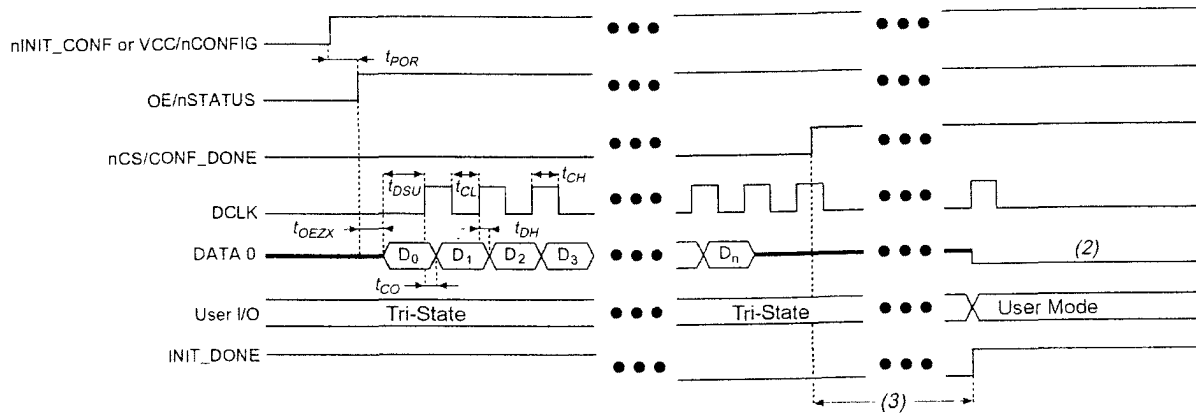 nINIT_CONF or VCC/nCONFIG
tPOR
OE/nSTATUS
nCS/CONF_DONE
tDSU tCL tCH
DCLK
tOEZX tDH
DATA 0 D0 D1 D2 D3 Dn (2)
tCO
User I/O Tri-State Tri-State User Mode
INIT_DONE
(3)